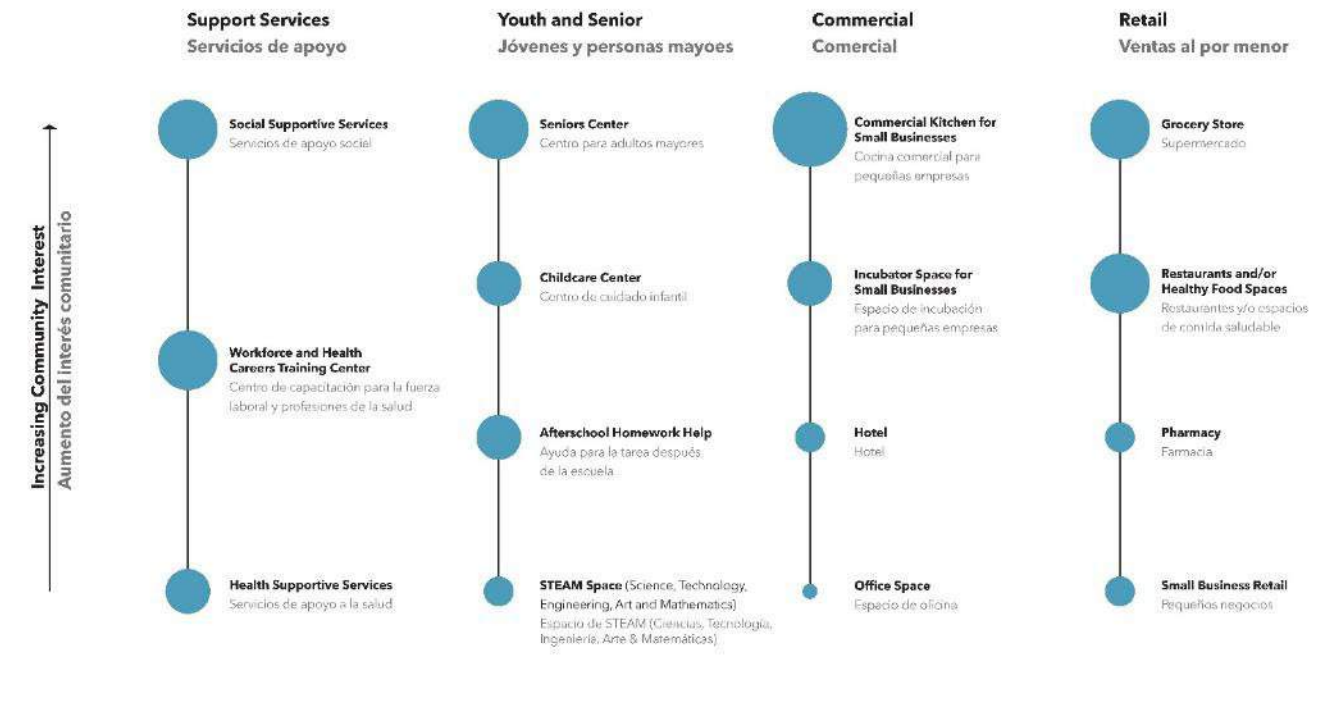 Support Services
Servicios de apoyo
Youth and Senior
Jóvenes y personas mayoes
Commercial
Comercial
Retail
Ventas al por menor
Increasing Community Interest
Aumento del interés comunitario
Social Supportive Services
Servicios de apoyo social
Workforce and Health
Careers Training Center
Centro de capacitación para la fuerza
laboral y profesiones de la salud
Health Supportive Services
Servicios de apoyo a la salud
Seniors Center
Centro para adultos mayores
Childcare Center
Centro de cuidado infantil
Afterschool Homework Help
Ayuda para la tarea después
de la escuela
STEAM Space (Science, Technology,
Engineering, Art and Mathematics)
Espacio de STEAM (Ciencias, Tecnología,
Ingeniería, Arte & Matemáticas)
Commercial Kitchen for
Small Businesses
Cocina comercial para
pequeñas empresas
Incubator Space for
Small Businesses
Espacio de incubación
para pequeñas empresas
Hotel
Hotel
Office Space
Espacio de oficina
Grocery Store
Supermercado
Restaurants and/or
Healthy Food Spaces
Restaurantes y/o espacios
de comida saludable
Pharmacy
Farmacia
Small Business Retail
Pequeños negocios